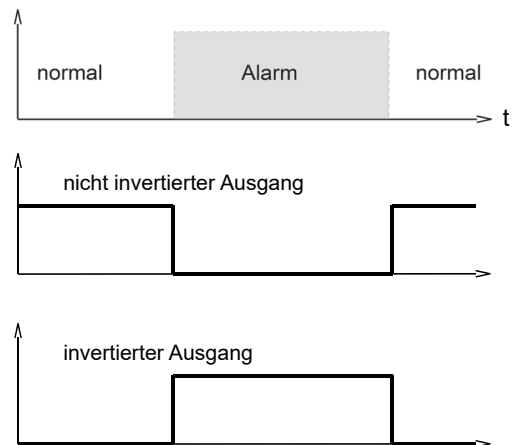 normal Alarm normal
t
nicht invertierter Ausgang
invertierter Ausgang